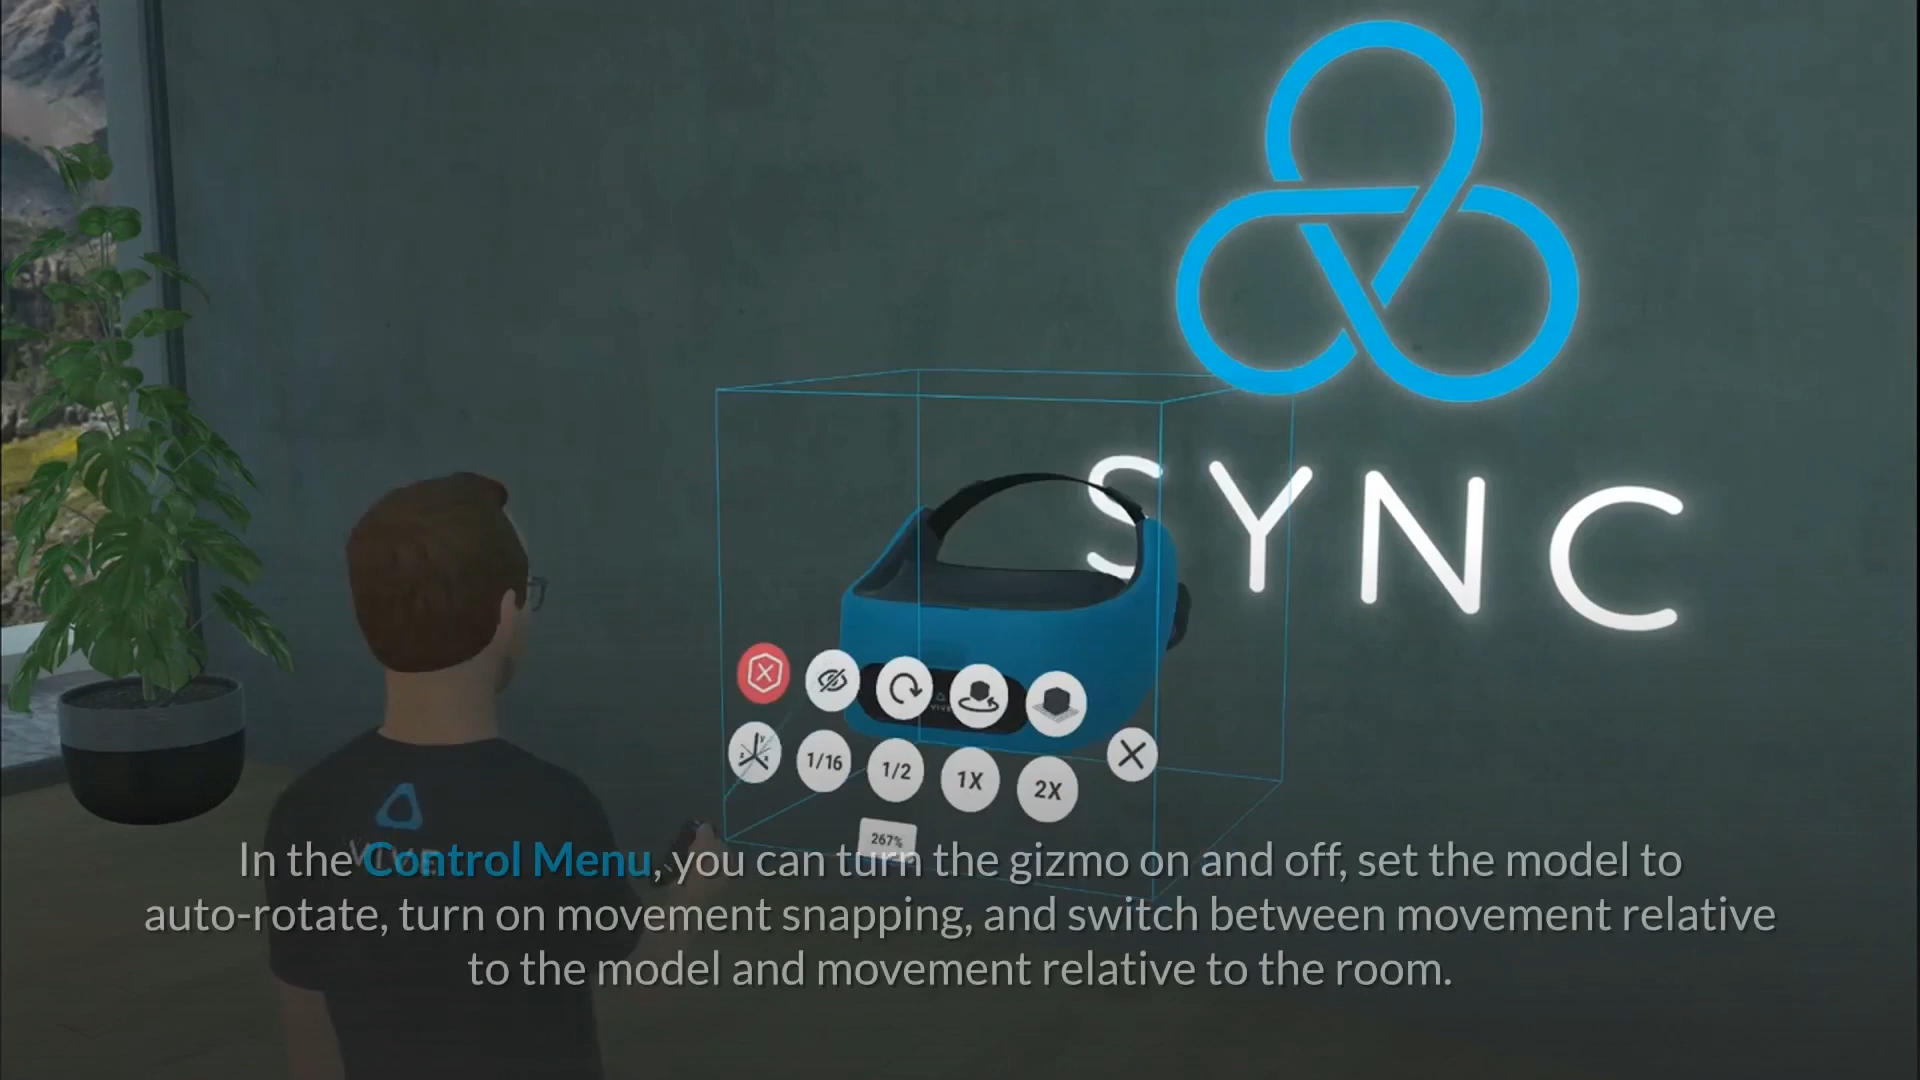 SYNC
VIVE
Y
Z
X
1/16
1/2
1X
2X
267%
VIVE
In the Control Menu, you can turn the gizmo on and off, set the model to
auto-rotate, turn on movement snapping, and switch between movement relative
to the model and movement relative to the room.